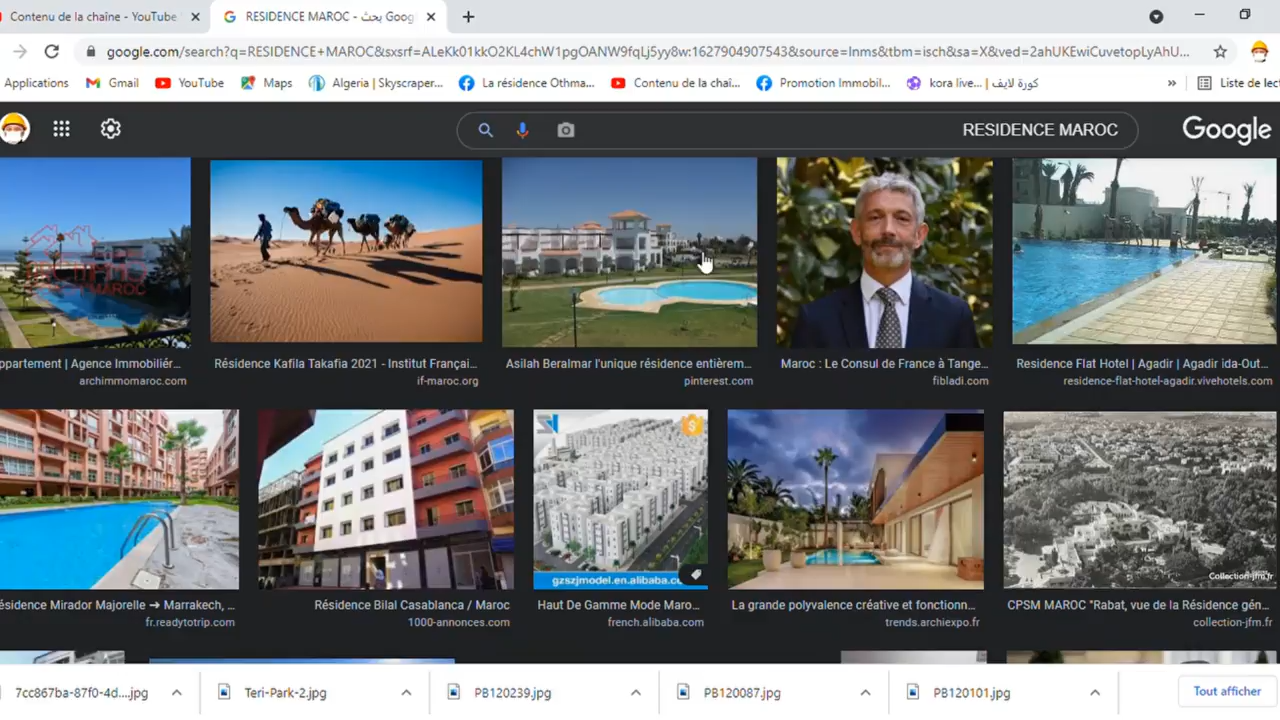 Contenu de la chaîne - YouTube
RESIDENCE MAROC - بحث Goog
google.com/search?q=RESIDENCE+MAROC&sxsrf=ALeKk01kkO2KL4chW1pgOANW9fqLj5yy8w:1627904907543&source=lnms&tbm=isch&sa=X&ved=2ahUKEwiCuvetopLyAhU...
Applications
Gmail
YouTube
Maps
Algeria | Skyscraper...
La résidence Othma...
Contenu de la chaî...
Promotion Immobil...
kora live... | كورة لايف
»
Liste de lect
RESIDENCE MAROC
Google
ppartement | Agence Immobiliér...
archimmomaroc.com
Résidence Kafila Takafia 2021 - Institut Françai...
if-maroc.org
Asilah Beralmar l'unique résidence entièrem...
pinterest.com
Maroc : Le Consul de France à Tange...
fibladi.com
Residence Flat Hotel | Agadir | Agadir ida-Out...
residence-flat-hotel-agadir.vivehotels.com
gzszjmodel.en.alibaba.co
Collection-jfm.fr
ésidence Mirador Majorelle ➔ Marrakech, ...
fr.readytotrip.com
Résidence Bilal Casablanca / Maroc
1000-annonces.com
Haut De Gamme Mode Maro...
french.alibaba.com
La grande polyvalence créative et fonctionn...
trends.archiexpo.fr
CPSM MAROC "Rabat, vue de la Résidence gén...
collection-jfm.fr
7cc867ba-87f0-4d....jpg
Teri-Park-2.jpg
PB120239.jpg
PB120087.jpg
PB120101.jpg
Tout afficher